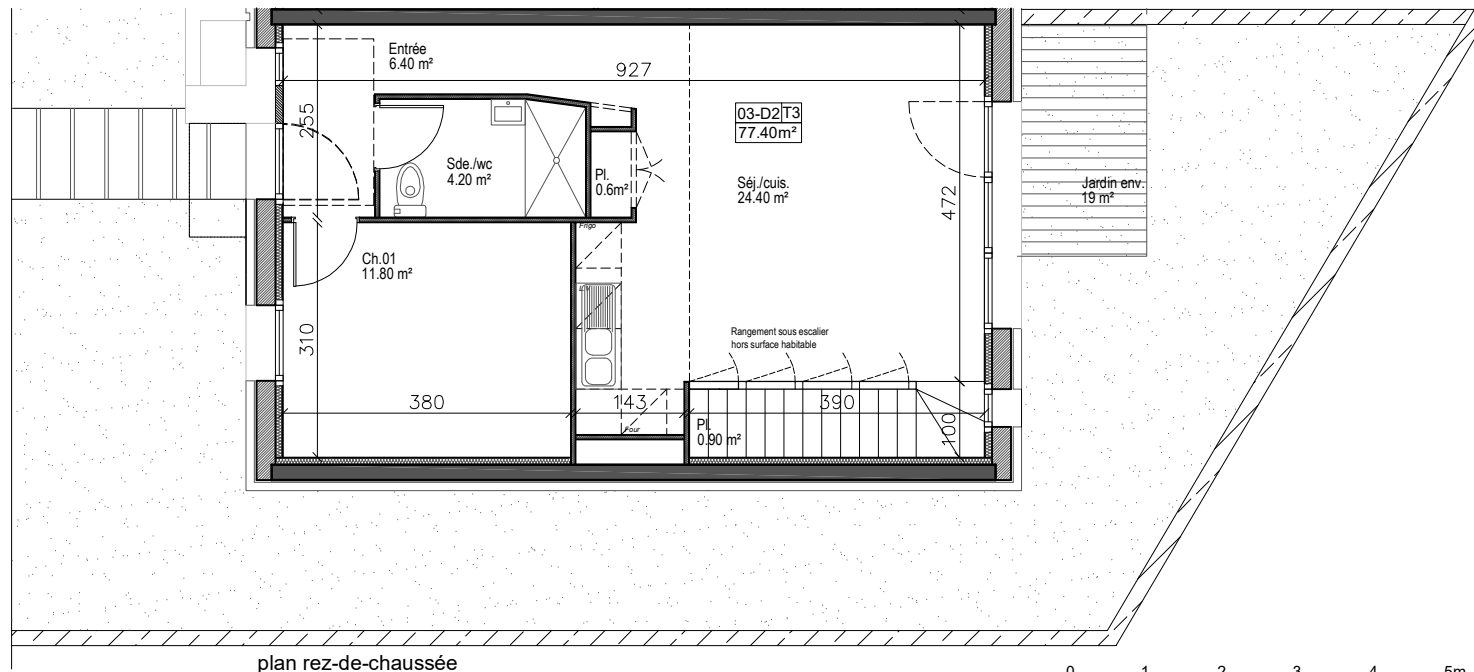 Entrée
6.40 m²
927
255
03-D2 T3
77.40m²
Sde./wc
4.20 m²
Pl.
0.6m²
Séj./cuis.
24.40 m²
472
Jardin env.
19 m²
Frigo
Ch.01
11.80 m²
310
Rangement sous escalier
hors surface habitable
380
143
390
Pl.
0.90 m²
100
Four
plan rez-de-chaussée
0 1 2 3 4 5m